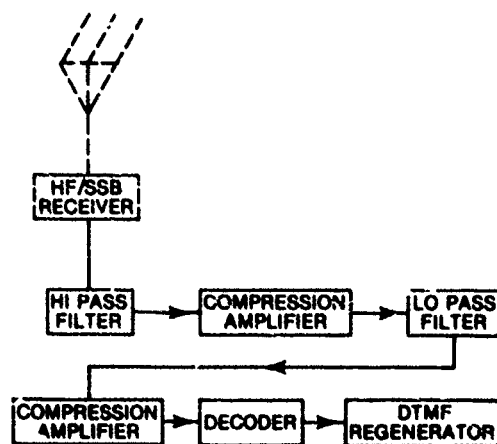 HF/SSB
RECEIVER
HI PASS
FILTER
COMPRESSION
AMPLIFIER
LO PASS
FILTER
COMPRESSION
AMPLIFIER
DECODER
DTMF
REGENERATOR